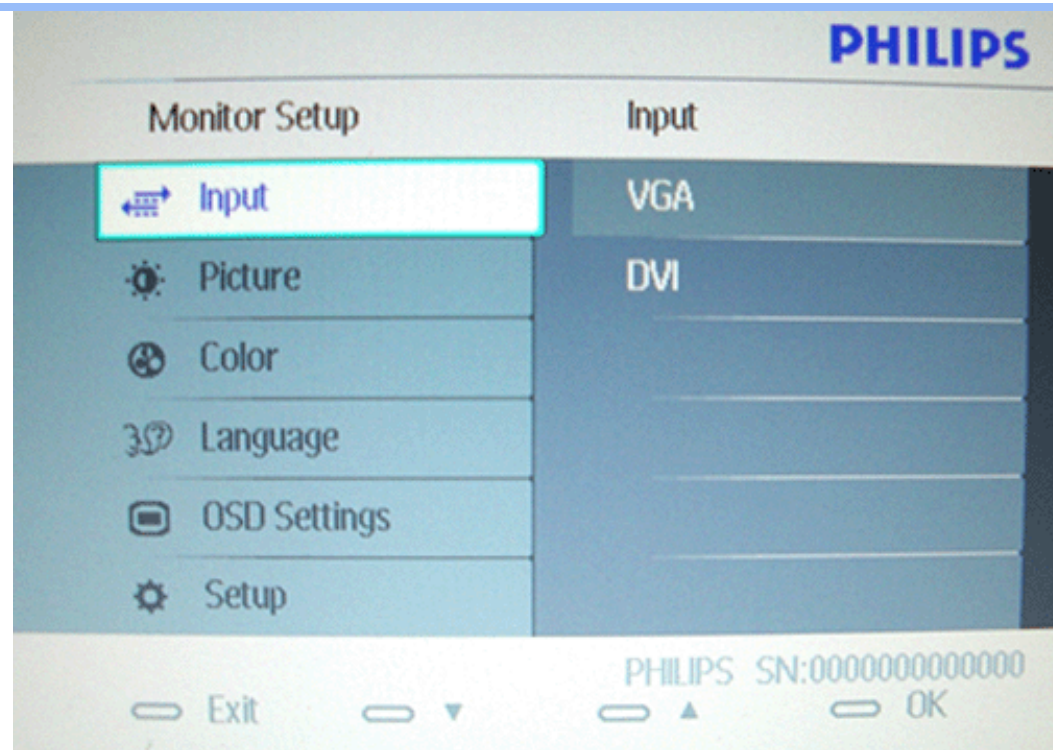 PHILIPS
Monitor Setup Input
Input VGA
Picture DVI
Color
Language
OSD Settings
Setup
PHILIPS SN:0000000000000
Exit ▼ ▲ OK